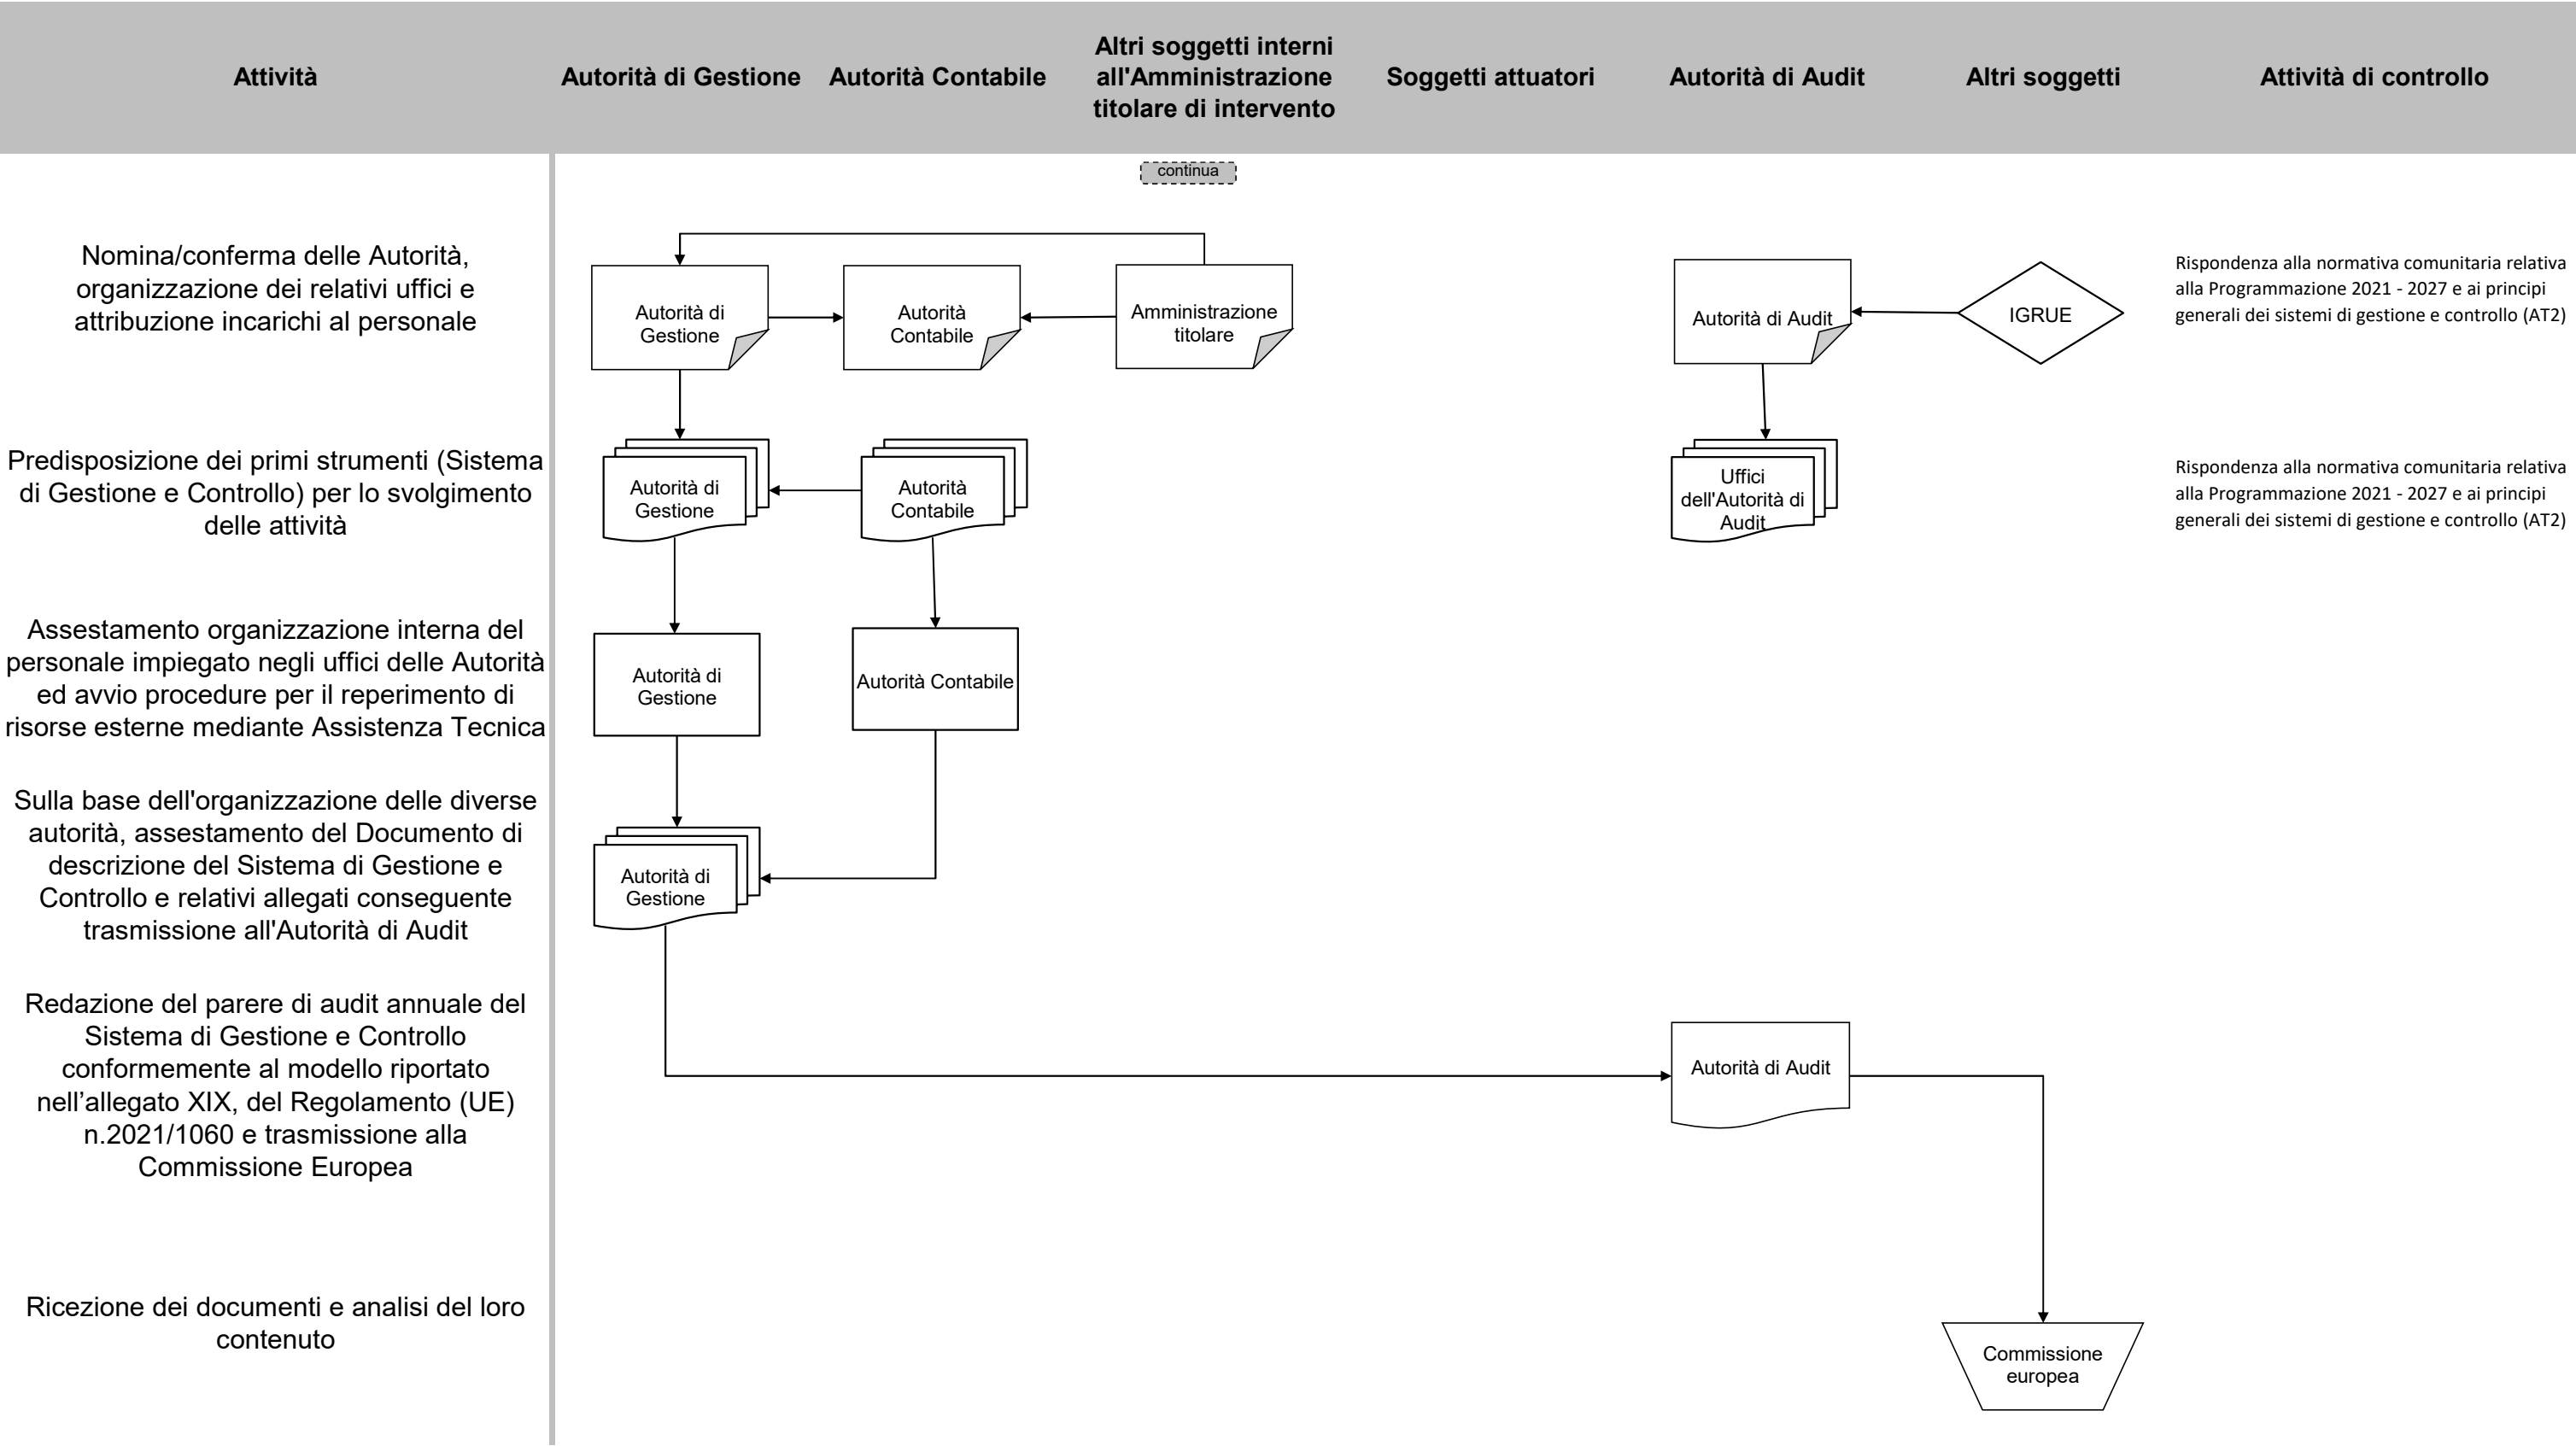 Attività
Autorità di Gestione
Autorità Contabile
Altri soggetti interni
all'Amministrazione
titolare di intervento
Soggetti attuatori
Autorità di Audit
Altri soggetti
Attività di controllo
continua
Nomina/conferma delle Autorità,
organizzazione dei relativi uffici e
attribuzione incarichi al personale
Autorità di
Gestione
Autorità
Contabile
Amministrazione
titolare
Autorità di Audit
IGRUE
Rispondenza alla normativa comunitaria relativa
alla Programmazione 2021 - 2027 e ai principi
generali dei sistemi di gestione e controllo (AT2)
Predisposizione dei primi strumenti (Sistema
di Gestione e Controllo) per lo svolgimento
delle attività
Autorità di
Gestione
Autorità
Contabile
Uffici
dell'Autorità di
Audit
Rispondenza alla normativa comunitaria relativa
alla Programmazione 2021 - 2027 e ai principi
generali dei sistemi di gestione e controllo (AT2)
Assestamento organizzazione interna del
personale impiegato negli uffici delle Autorità
ed avvio procedure per il reperimento di
risorse esterne mediante Assistenza Tecnica
Autorità di
Gestione
Autorità Contabile
Sulla base dell'organizzazione delle diverse
autorità, assestamento del Documento di
descrizione del Sistema di Gestione e
Controllo e relativi allegati conseguente
trasmissione all'Autorità di Audit
Autorità di
Gestione
Redazione del parere di audit annuale del
Sistema di Gestione e Controllo
conformemente al modello riportato
nell’allegato XIX, del Regolamento (UE)
n.2021/1060 e trasmissione alla
Commissione Europea
Autorità di Audit
Ricezione dei documenti e analisi del loro
contenuto
Commissione
europea